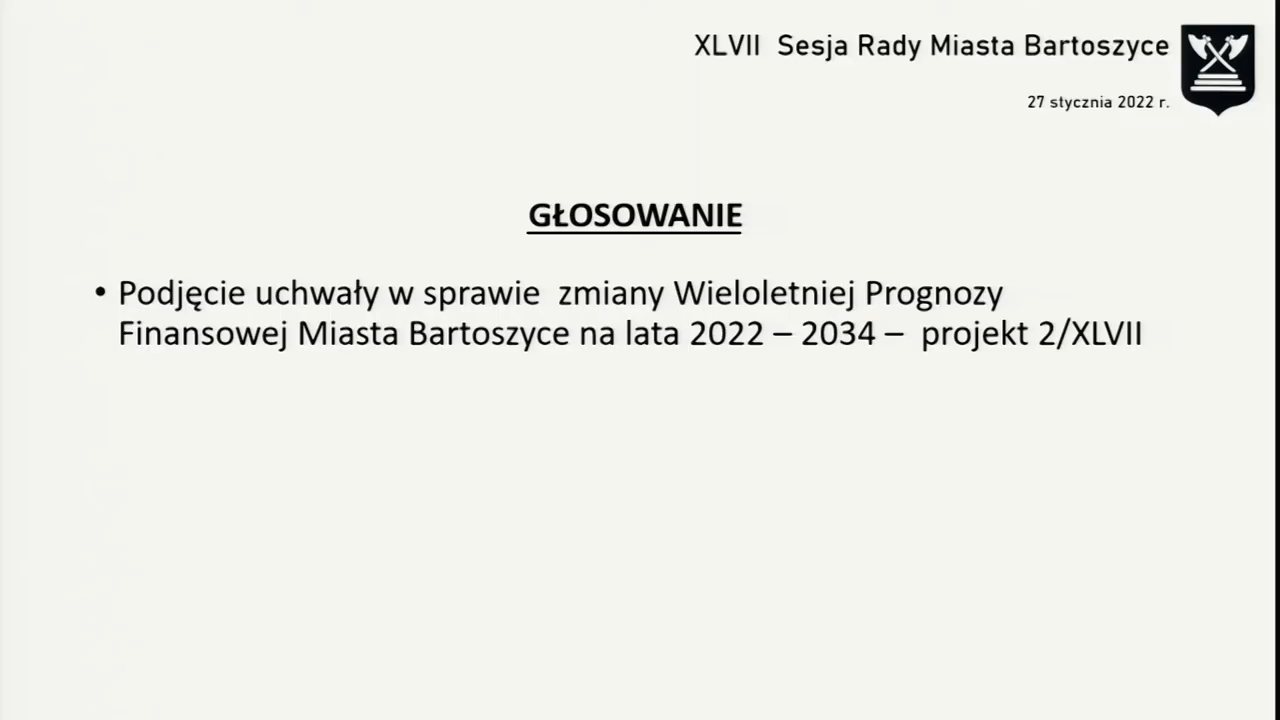 XLVII Sesja Rady Miasta Bartoszyce
27 stycznia 2022 r.
GŁOSOWANIE
• Podjęcie uchwały w sprawie zmiany Wieloletniej Prognozy
Finansowej Miasta Bartoszyce na lata 2022 – 2034 – projekt 2/XLVII